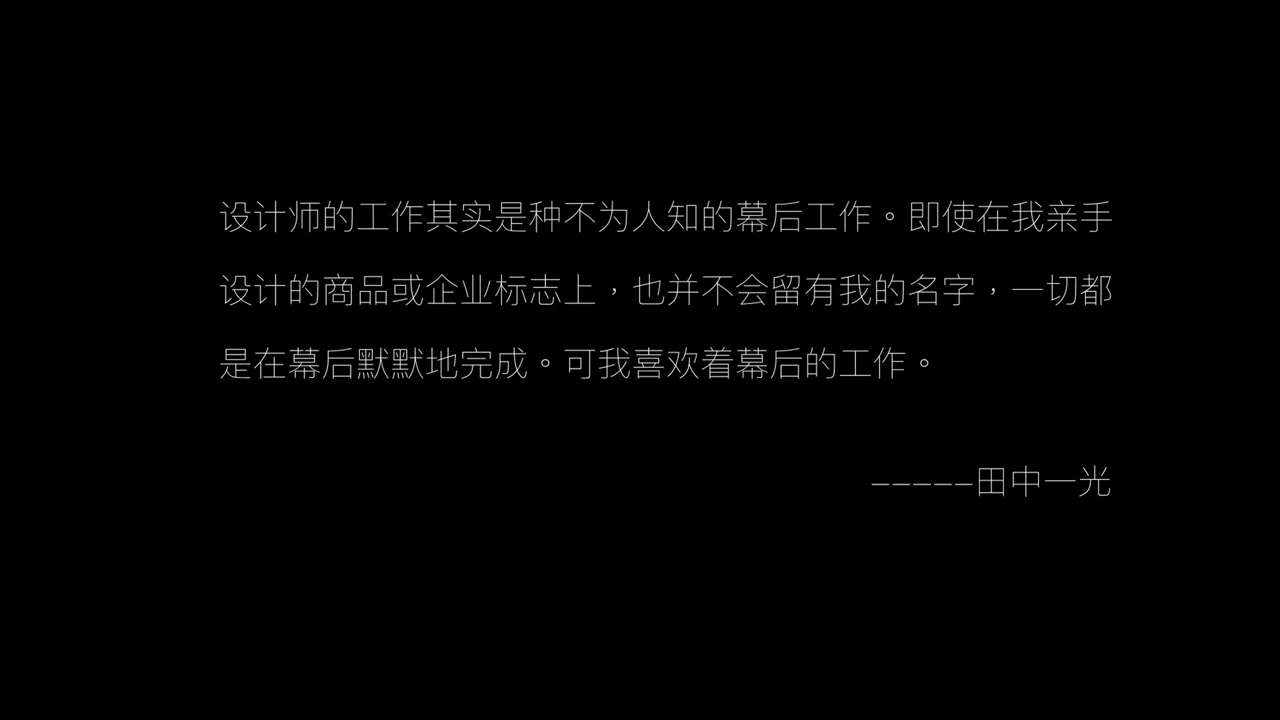 设计师的工作其实是种不为人知的幕后工作。即使在我亲手
设计的商品或企业标志上，也并不会留有我的名字，一切都
是在幕后默默地完成。可我喜欢着幕后的工作。
-----田中一光